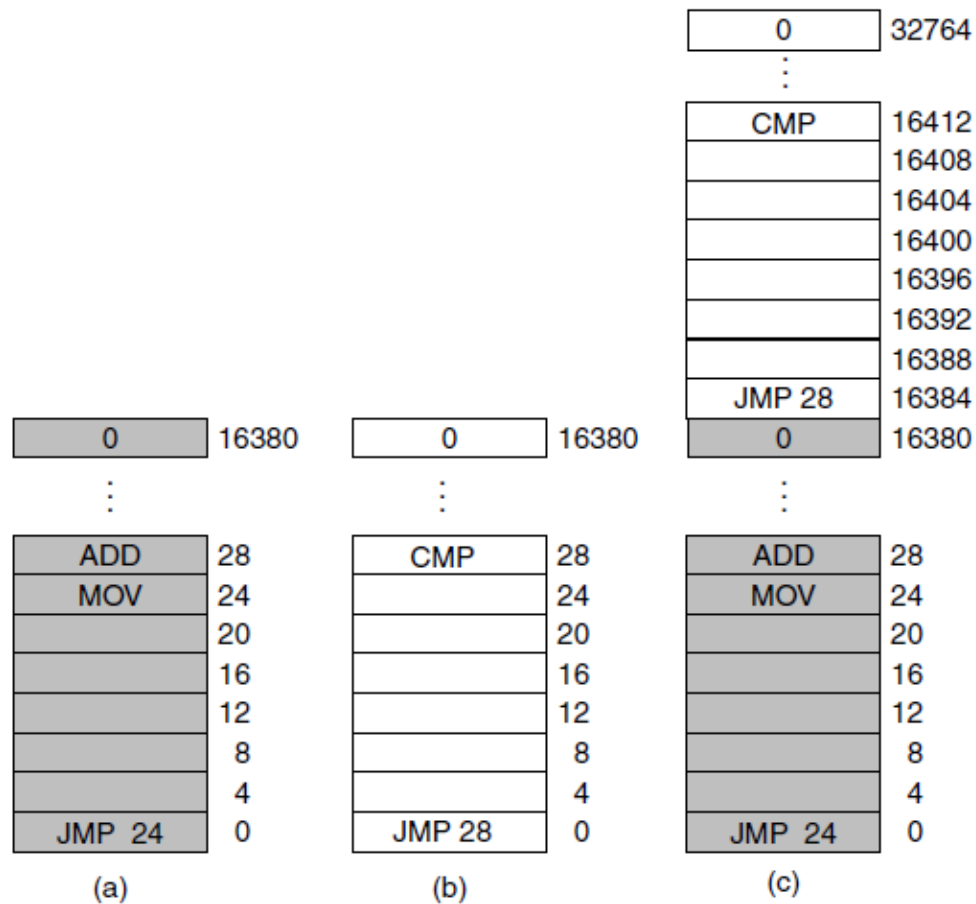 0 32764
⋮
CMP 16412
16408
16404
16400
16396
16392
16388
JMP 28 16384
0 16380 0 16380 0 16380
⋮ ⋮ ⋮
ADD 28 CMP 28 ADD 28
MOV 24 24 MOV 24
20 20 20
16 16 16
12 12 12
8 8 8
4 4 4
JMP 24 0 JMP 28 0 JMP 24 0
(a) (b) (c)